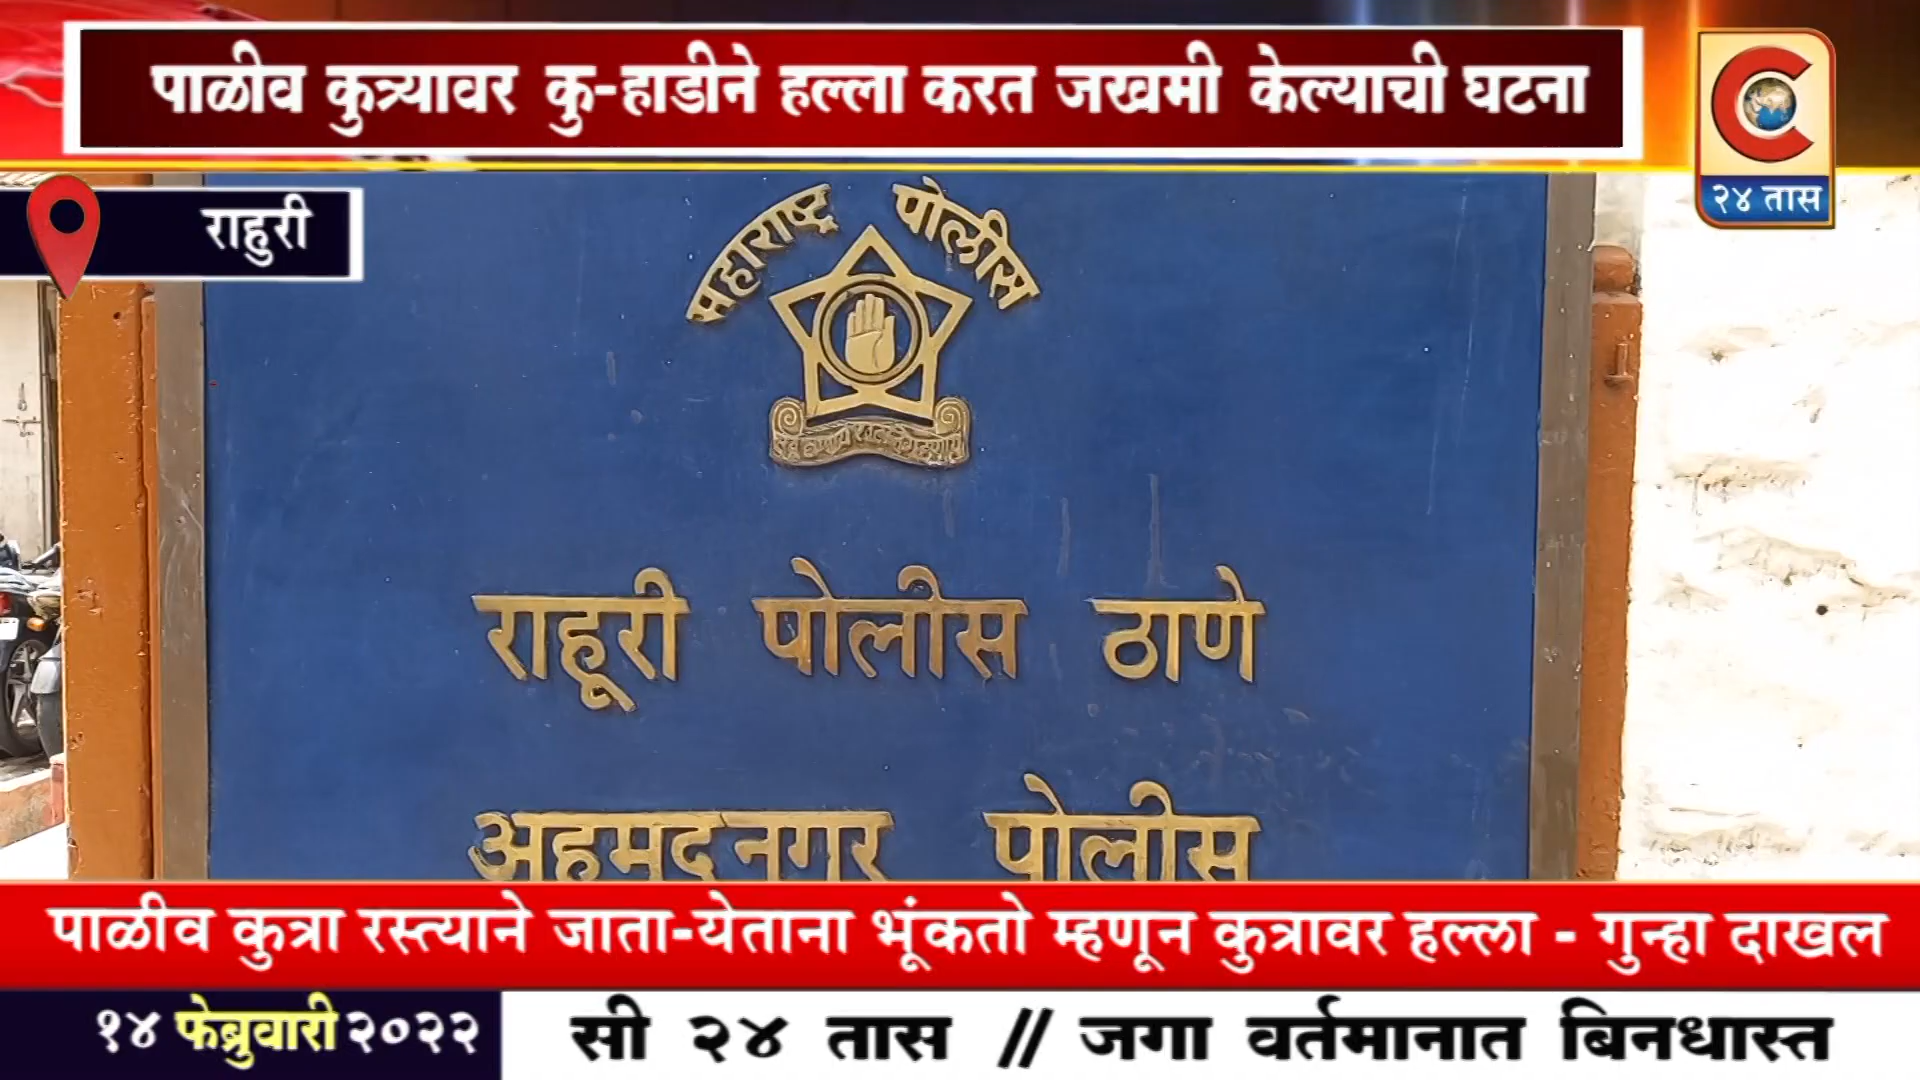 पाळीव कुत्र्यावर कु-हाडीने हल्ला करत जखमी केल्याची घटना
२४ तास
राहुरी
महाराष्ट्र पोलीस
राहूरी पोलीस ठाणे
अहमदनगर पोलीस
पाळीव कुत्रा रस्त्याने जाता-येताना भूंकतो म्हणून कुत्रावर हल्ला - गुन्हा दाखल
१४ फेब्रुवारी २०२२
सी २४ तास // जगा वर्तमानात बिनधास्त